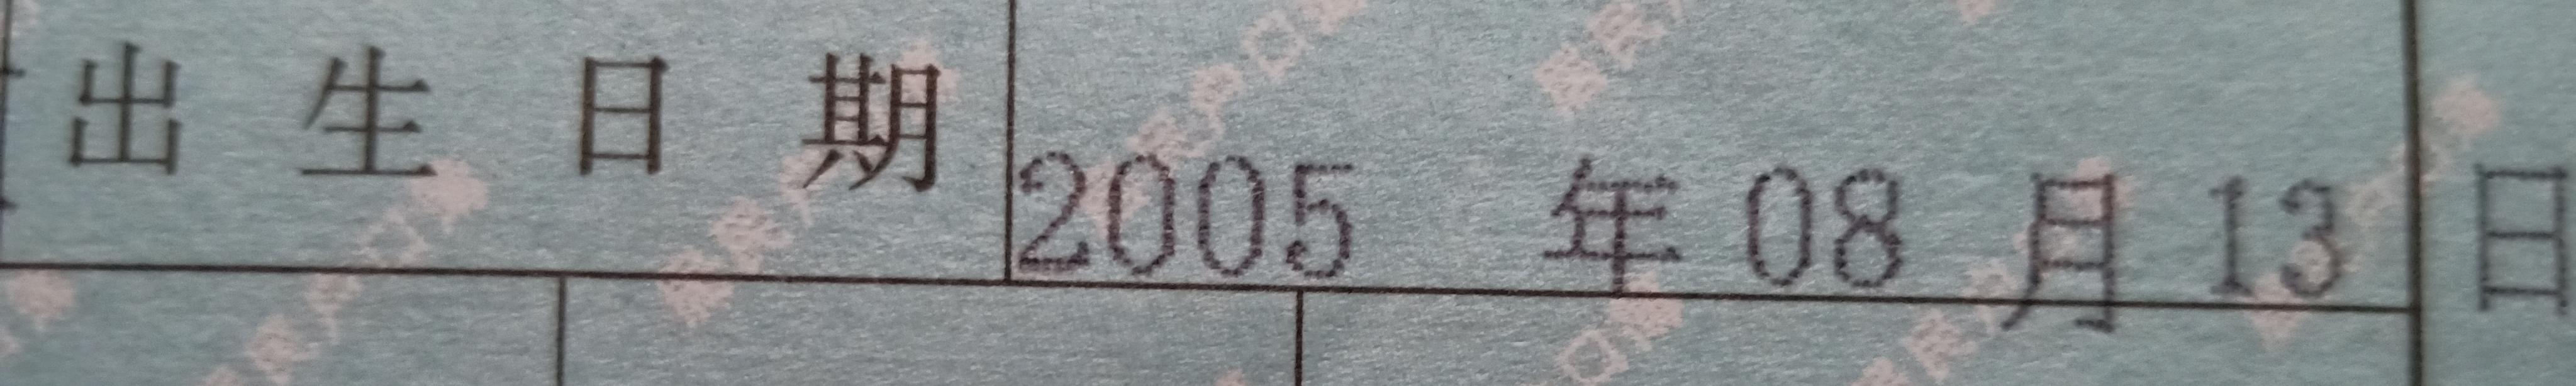 出生日期 2005 年 08 月 13 日